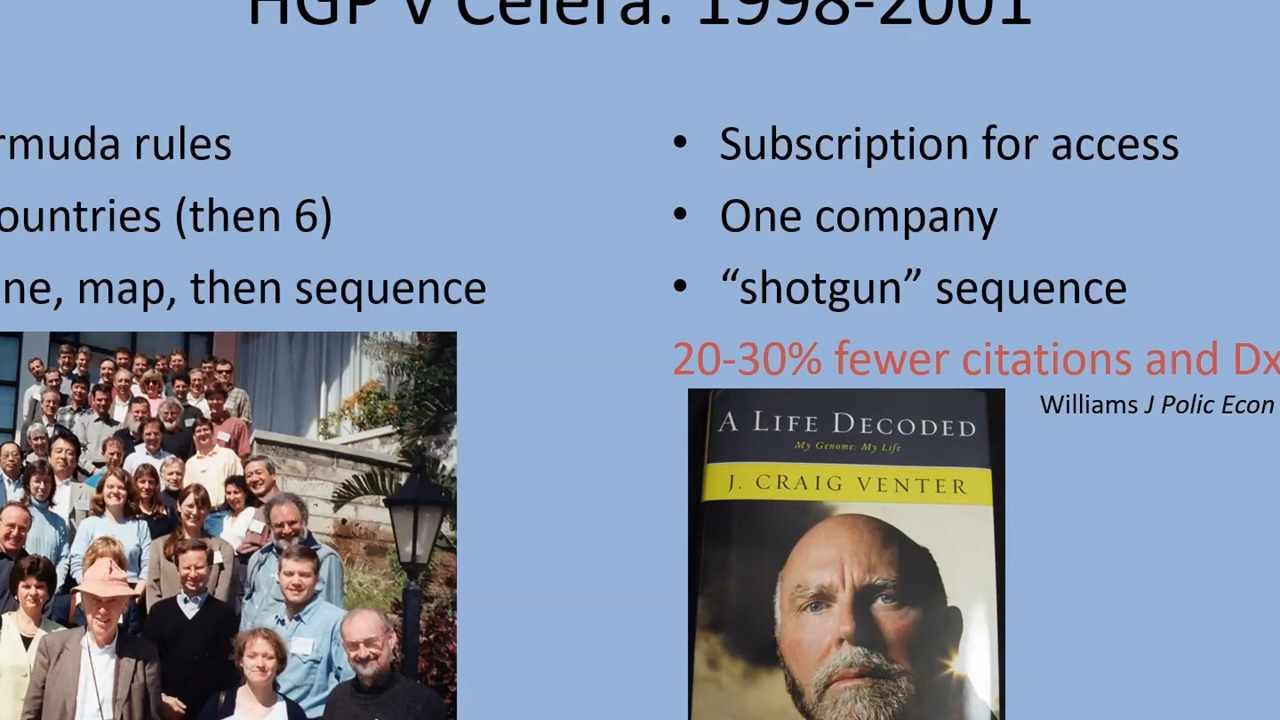 HGP v Celera: 1998-2001
rmuda rules
ountries (then 6)
ne, map, then sequence
• Subscription for access
• One company
• “shotgun” sequence
20-30% fewer citations and Dx
Williams J Polic Econ
A LIFE DECODED
My Genome: My Life
J. CRAIG VENTER